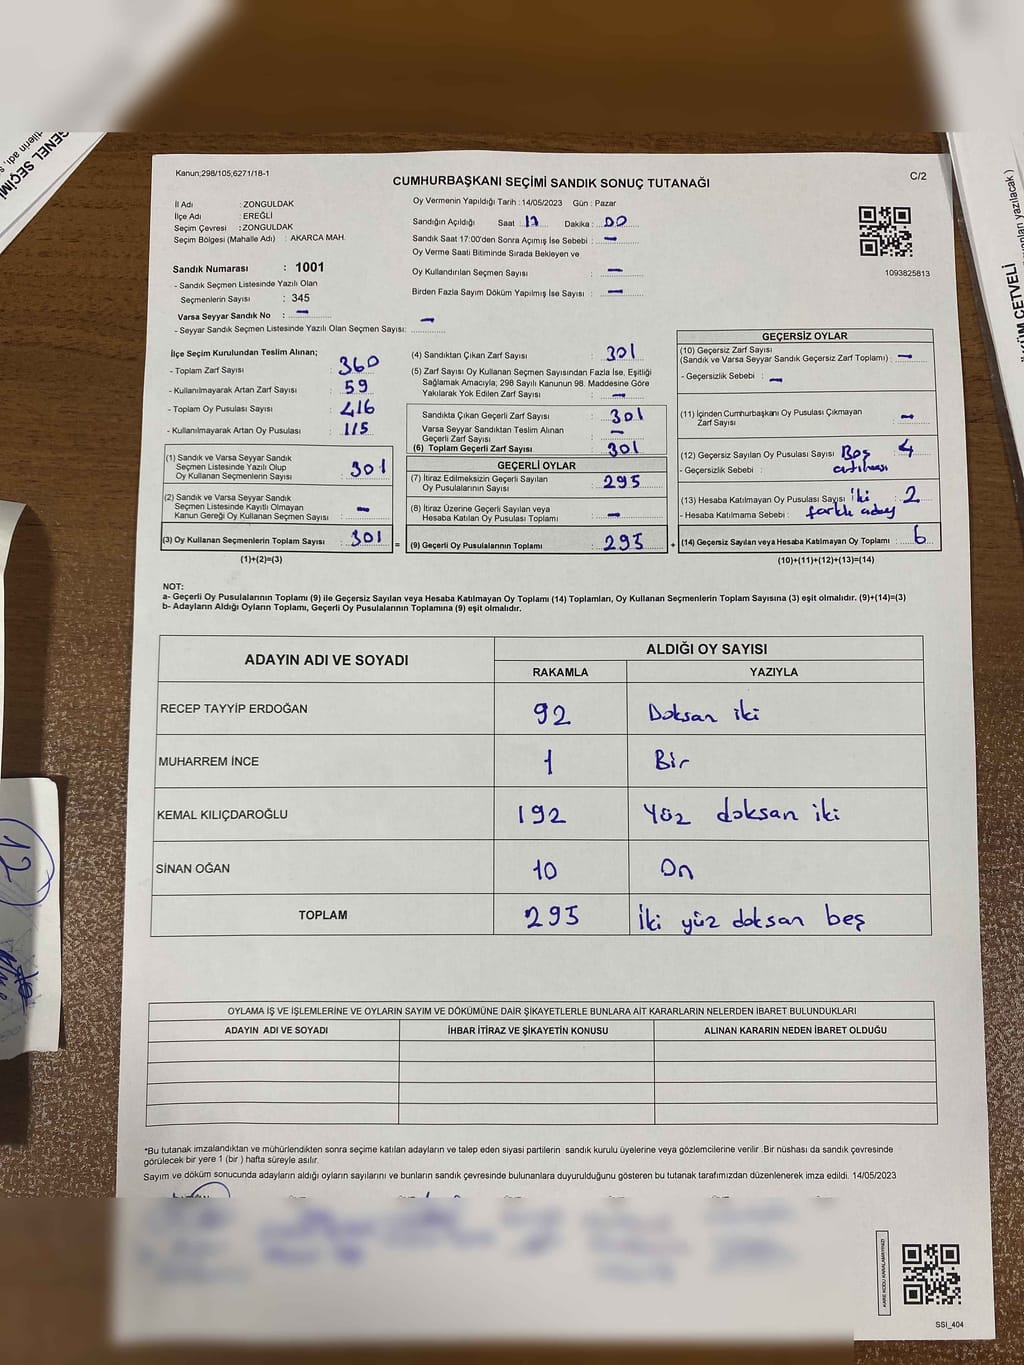 GENEL SEÇİMİ
Kanun;298/105,6271/18-1
C/2
CUMHURBAŞKANI SEÇİMİ SANDIK SONUÇ TUTANAĞI
İl Adı : ZONGULDAK
İlçe Adı : EREĞLİ
Seçim Çevresi : ZONGULDAK
Seçim Bölgesi (Mahalle Adı) : AKARCA MAH.
Sandık Numarası : 1001
- Sandık Seçmen Listesinde Yazılı Olan
Seçmenlerin Sayısı : 345
Varsa Seyyar Sandık No : -
- Seyyar Sandık Seçmen Listesinde Yazılı Olan Seçmen Sayısı: -
Oy Vermenin Yapıldığı Tarih : 14/05/2023 Gün : Pazar
Sandığın Açıldığı Saat : 17 Dakika : 00
Sandık Saat 17:00'den Sonra Açımış İse Sebebi : -
Oy Verme Saati Bitiminde Sırada Bekleyen ve
Oy Kullandırılan Seçmen Sayısı : -
Birden Fazla Sayım Döküm Yapılmış İse Sayısı : -
1093825813
İlçe Seçim Kurulundan Teslim Alınan;
- Toplam Zarf Sayısı : 360
- Kullanılmayarak Artan Zarf Sayısı : 59
- Toplam Oy Pusulası Sayısı : 416
- Kullanılmayarak Artan Oy Pusulası : 115
(1) Sandık ve Varsa Seyyar Sandık
Seçmen Listesinde Yazılı Olup
Oy Kullanan Seçmenlerin Sayısı : 301
(2) Sandık ve Varsa Seyyar Sandık
Seçmen Listesinde Kayıtlı Olmayan
Kanun Gereği Oy Kullanan Seçmen Sayısı : -
(3) Oy Kullanan Seçmenlerin Toplam Sayısı : 301
(1)+(2)=(3)
(4) Sandıktan Çıkan Zarf Sayısı : 301
(5) Zarf Sayısı Oy Kullanan Seçmen Sayısından Fazla İse, Eşitliği
Sağlamak Amacıyla; 298 Sayılı Kanunun 98. Maddesine Göre
Yakılarak Yok Edilen Zarf Sayısı : -
Sandıkta Çıkan Geçerli Zarf Sayısı : 301
Varsa Seyyar Sandıktan Teslim Alınan
Geçerli Zarf Sayısı : -
(6) Toplam Geçerli Zarf Sayısı : 301
GEÇERLİ OYLAR
(7) İtiraz Edilmeksizin Geçerli Sayılan
Oy Pusulalarının Sayısı : 295
(8) İtiraz Üzerine Geçerli Sayılan veya
Hesaba Katılan Oy Pusulası Toplamı : -
= (9) Geçerli Oy Pusulalarının Toplamı : 295 +
GEÇERSİZ OYLAR
(10) Geçersiz Zarf Sayısı
(Sandık ve Varsa Seyyar Sandık Geçersiz Zarf Toplamı) : -
- Geçersizlik Sebebi : -
(11) İçinden Cumhurbaşkanı Oy Pusulası Çıkmayan
Zarf Sayısı : -
(12) Geçersiz Sayılan Oy Pusulası Sayısı : Boş 4
- Geçersizlik Sebebi : atılması
(13) Hesaba Katılmayan Oy Pusulası Sayısı iki : 2
- Hesaba Katılmama Sebebi : farklı aday
(14) Geçersiz Sayılan veya Hesaba Katılmayan Oy Toplamı : 6
(10)+(11)+(12)+(13)=(14)
NOT:
a- Geçerli Oy Pusulalarının Toplamı (9) ile Geçersiz Sayılan veya Hesaba Katılmayan Oy Toplamı (14) Toplamları, Oy Kullanan Seçmenlerin Toplam Sayısına (3) eşit olmalıdır. (9)+(14)=(3)
b- Adayların Aldığı Oyların Toplamı, Geçerli Oy Pusulalarının Toplamına (9) eşit olmalıdır.
ADAYIN ADI VE SOYADI
ALDIĞI OY SAYISI
RAKAMLA YAZIYLA
RECEP TAYYİP ERDOĞAN 92 Doksan iki
MUHARREM İNCE 1 Bir
KEMAL KILIÇDAROĞLU 192 Yüz doksan iki
SİNAN OĞAN 10 On
TOPLAM 295 İki yüz doksan beş
OYLAMA İŞ VE İŞLEMLERİNE VE OYLARIN SAYIM VE DÖKÜMÜNE DAİR ŞİKAYETLERLE BUNLARA AİT KARARLARIN NELERDEN İBARET BULUNDUKLARI
ADAYIN ADI VE SOYADI İHBAR İTİRAZ VE ŞİKAYETİN KONUSU ALINAN KARARIN NEDEN İBARET OLDUĞU
*Bu tutanak imzalandıktan ve mühürlendikten sonra seçime katılan adayların ve talep eden siyasi partilerin sandık kurulu üyelerine veya gözlemcilerine verilir .Bir nüshası da sandık çevresinde
görülecek bir yere 1 (bir ) hafta süreyle asılır.
Sayım ve döküm sonucunda adayların aldığı oyların sayılarını ve bunların sandık çevresinde bulunanlara duyurulduğunu gösteren bu tutanak tarafımızdan düzenlenerek imza edildi. 14/05/2023
KARE KODU KARALAMAYINIZ!
SSI_404
12